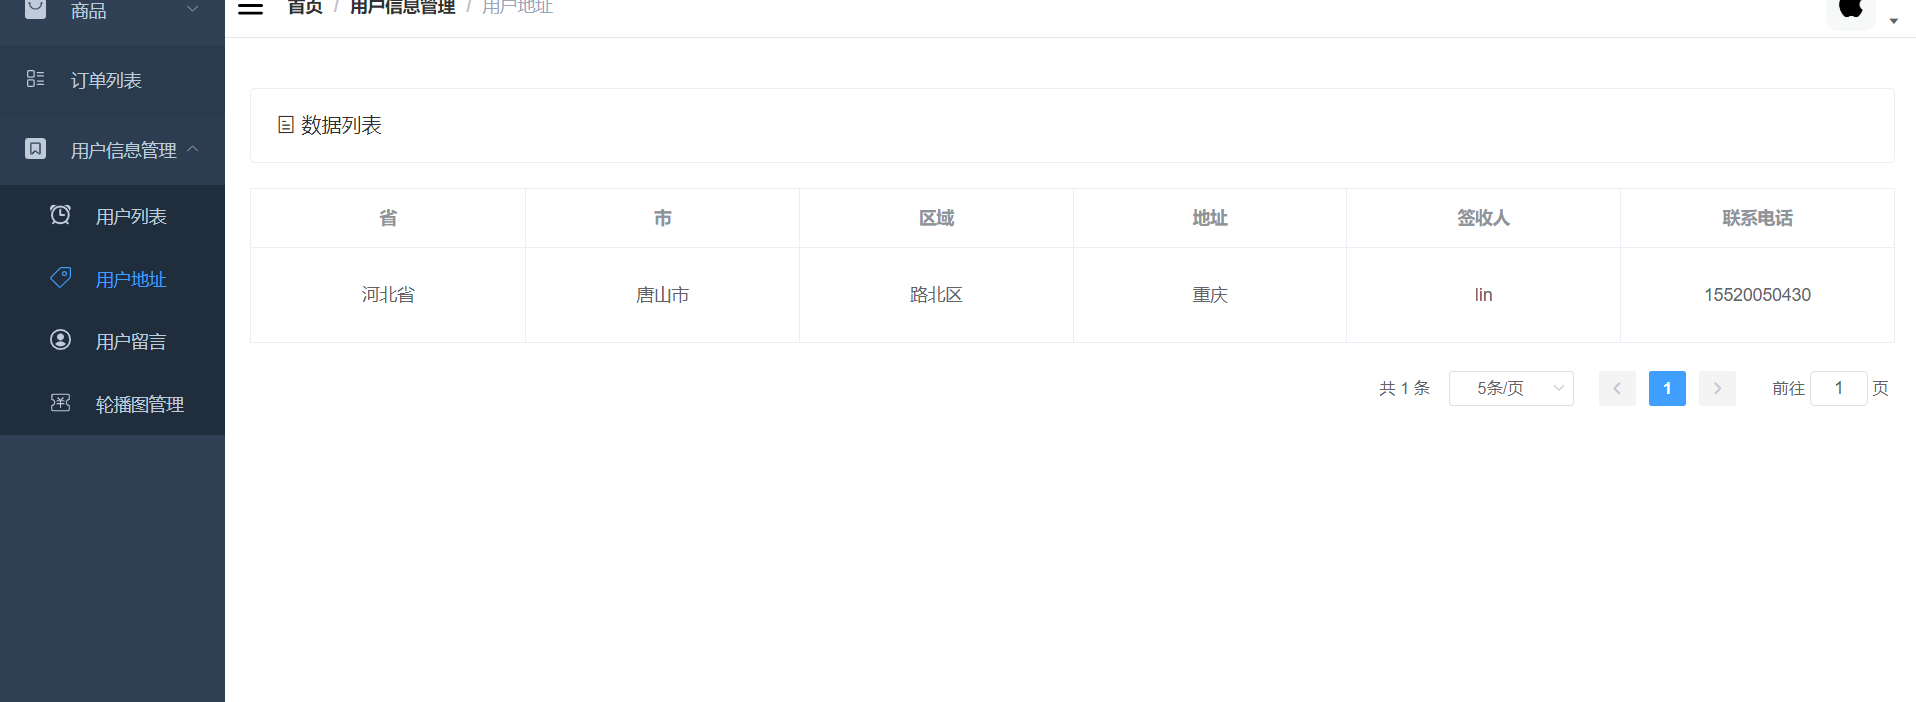 商品
订单列表
用户信息管理
用户列表
用户地址
用户留言
轮播图管理
首页 / 用户信息管理 / 用户地址
数据列表
省 市 区域 地址 签收人 联系电话
河北省 唐山市 路北区 重庆 lin 15520050430
共 1 条 5条/页 1 前往 1 页